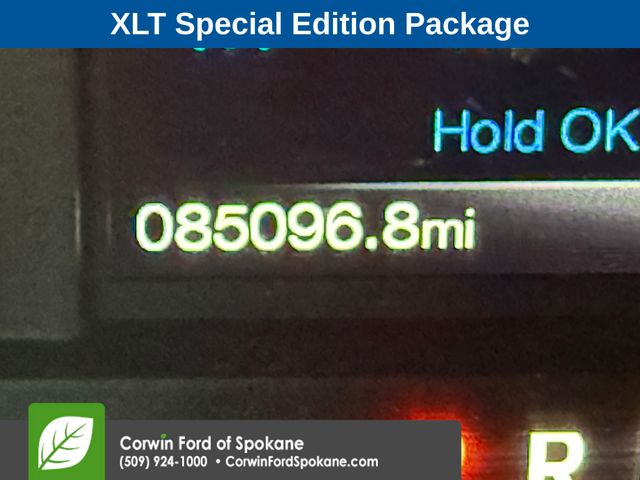 XLT Special Edition Package
Hold OK
085096.8mi
R
Corwin Ford of Spokane
(509) 924-1000 • CorwinFordSpokane.com